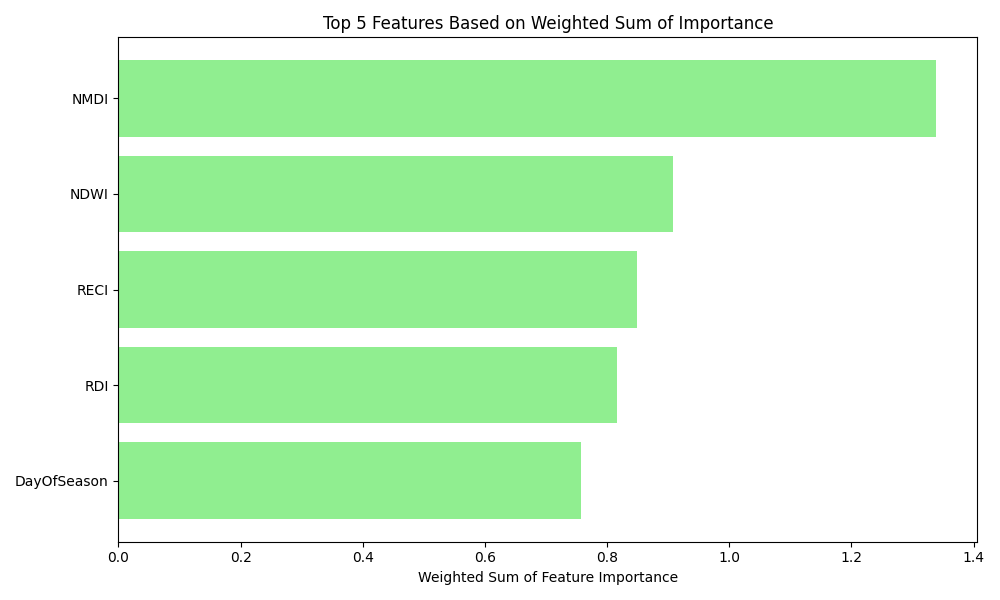 Top 5 Features Based on Weighted Sum of Importance
NMDI
NDWI
RECI
RDI
DayOfSeason
0.0 0.2 0.4 0.6 0.8 1.0 1.2 1.4
Weighted Sum of Feature Importance